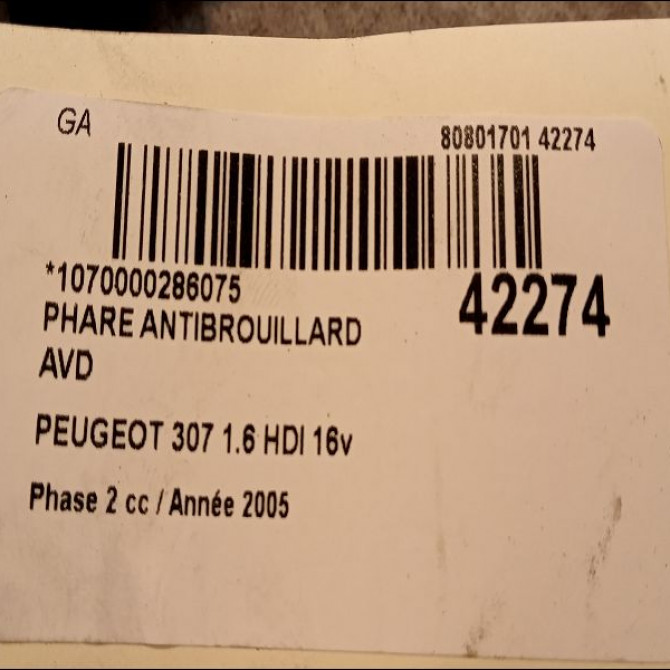 GA
80801701 42274
*1070000286075
42274
PHARE ANTIBROUILLARD
AVD
PEUGEOT 307 1.6 HDI 16v
Phase 2 cc / Année 2005